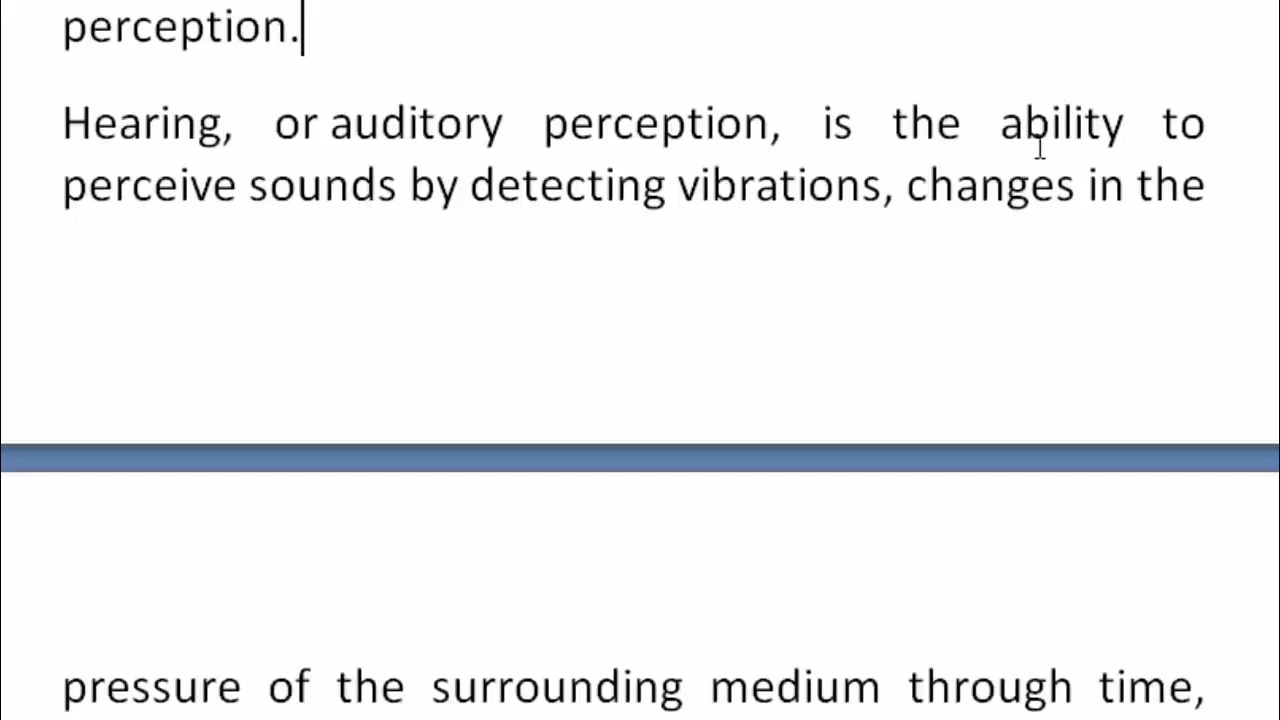 perception.
Hearing, or auditory perception, is the ability to
perceive sounds by detecting vibrations, changes in the
pressure of the surrounding medium through time,